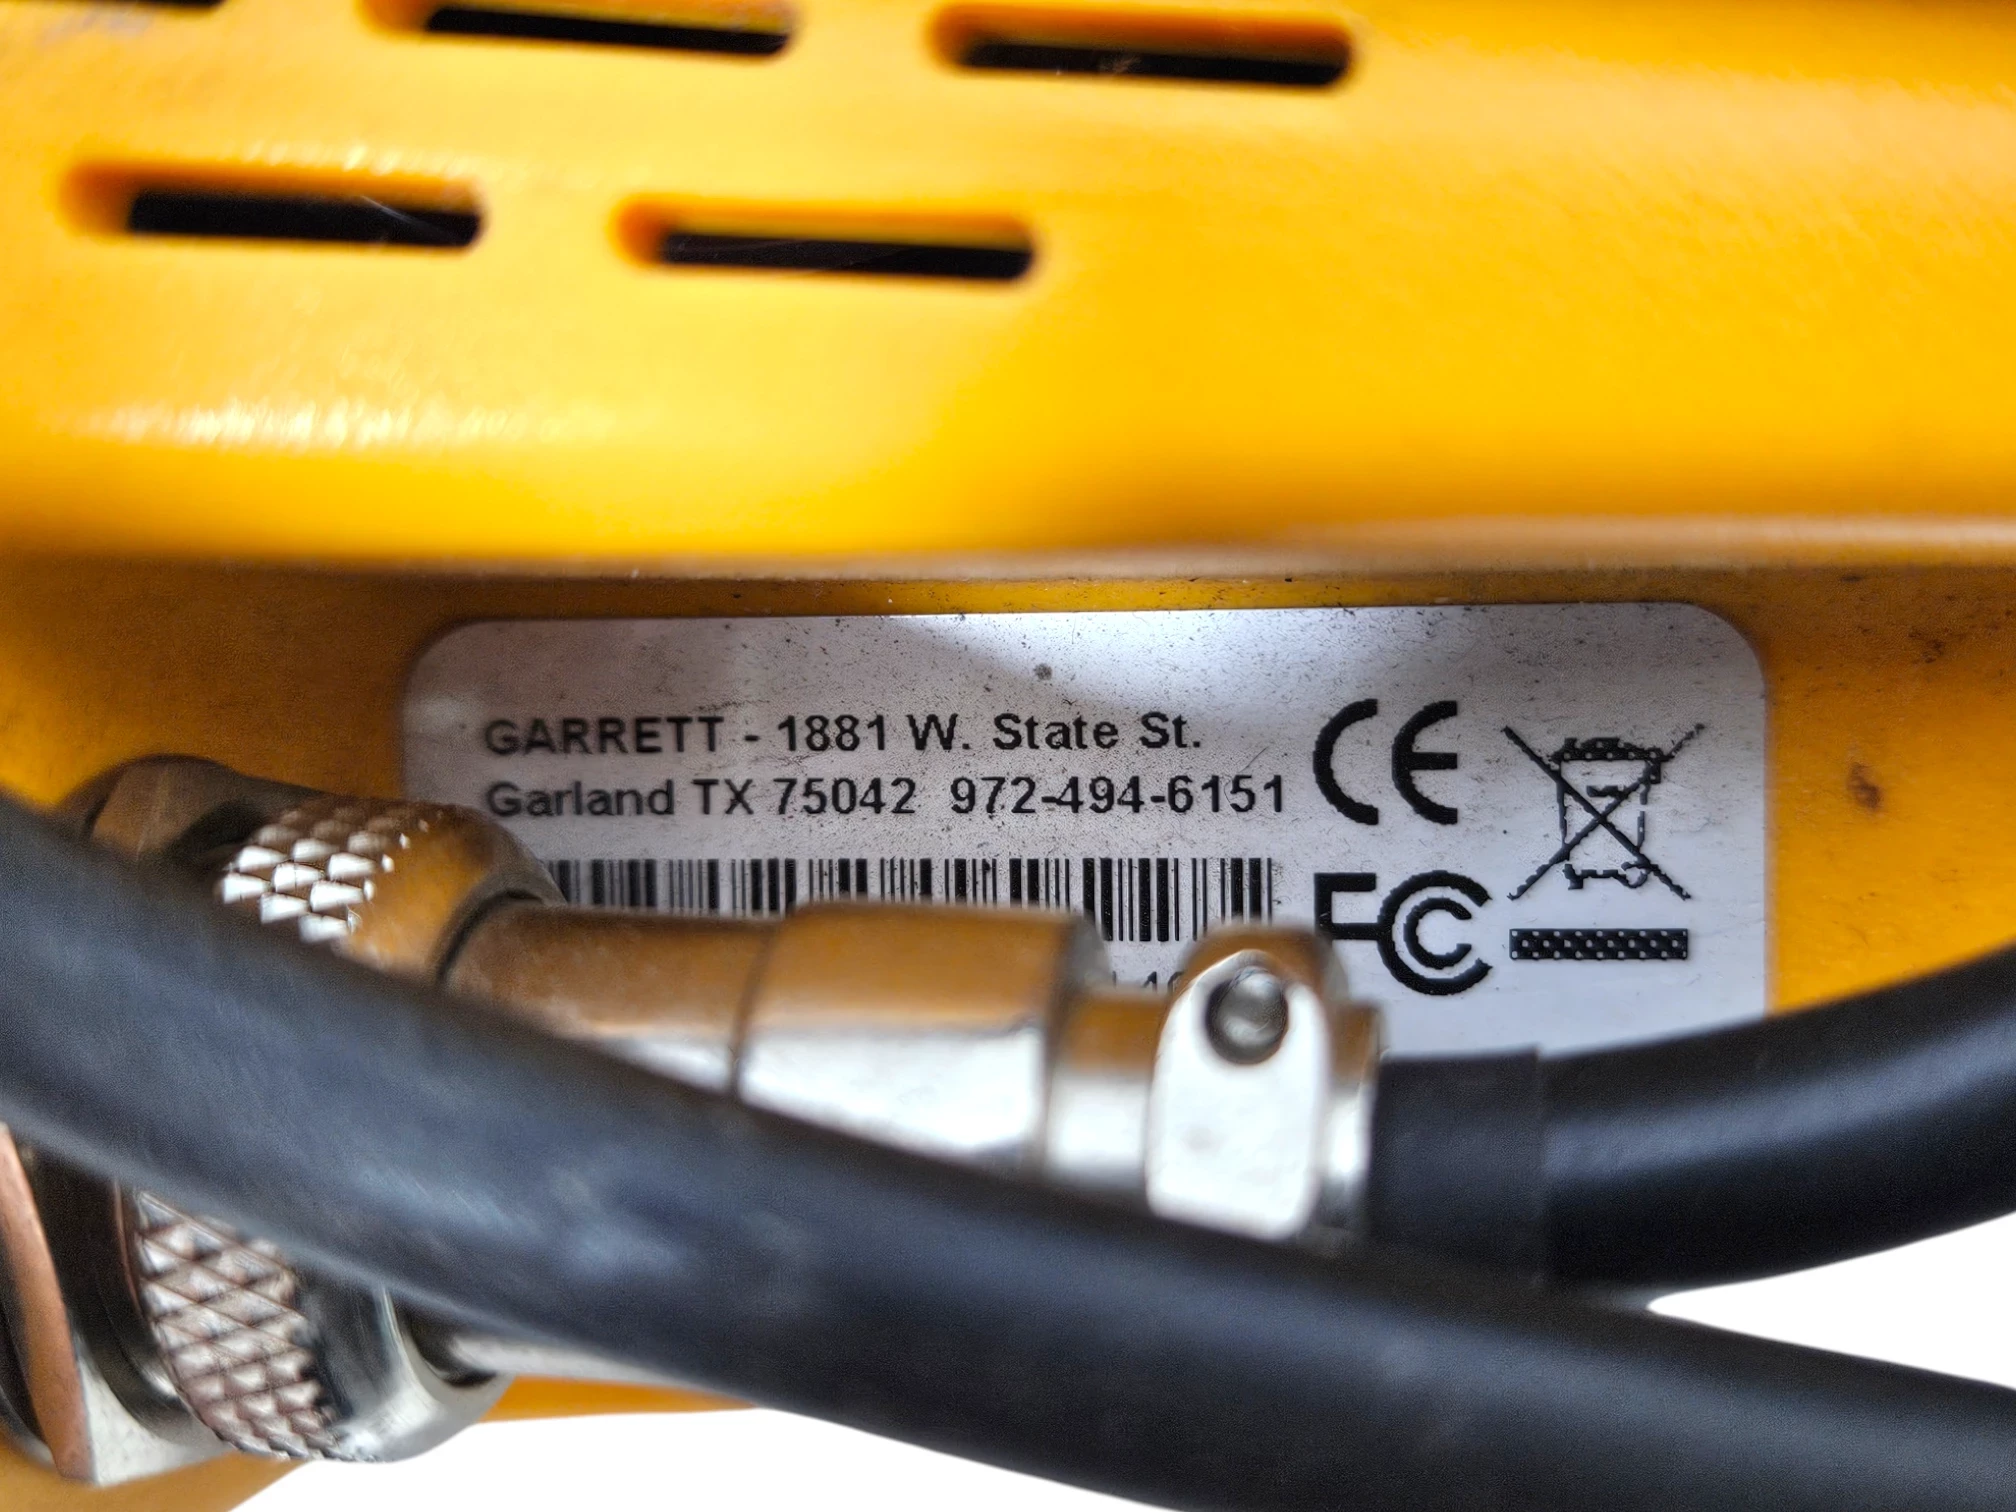 GARRETT - 1881 W. State St.
Garland TX 75042 972-494-6151
CE
FC